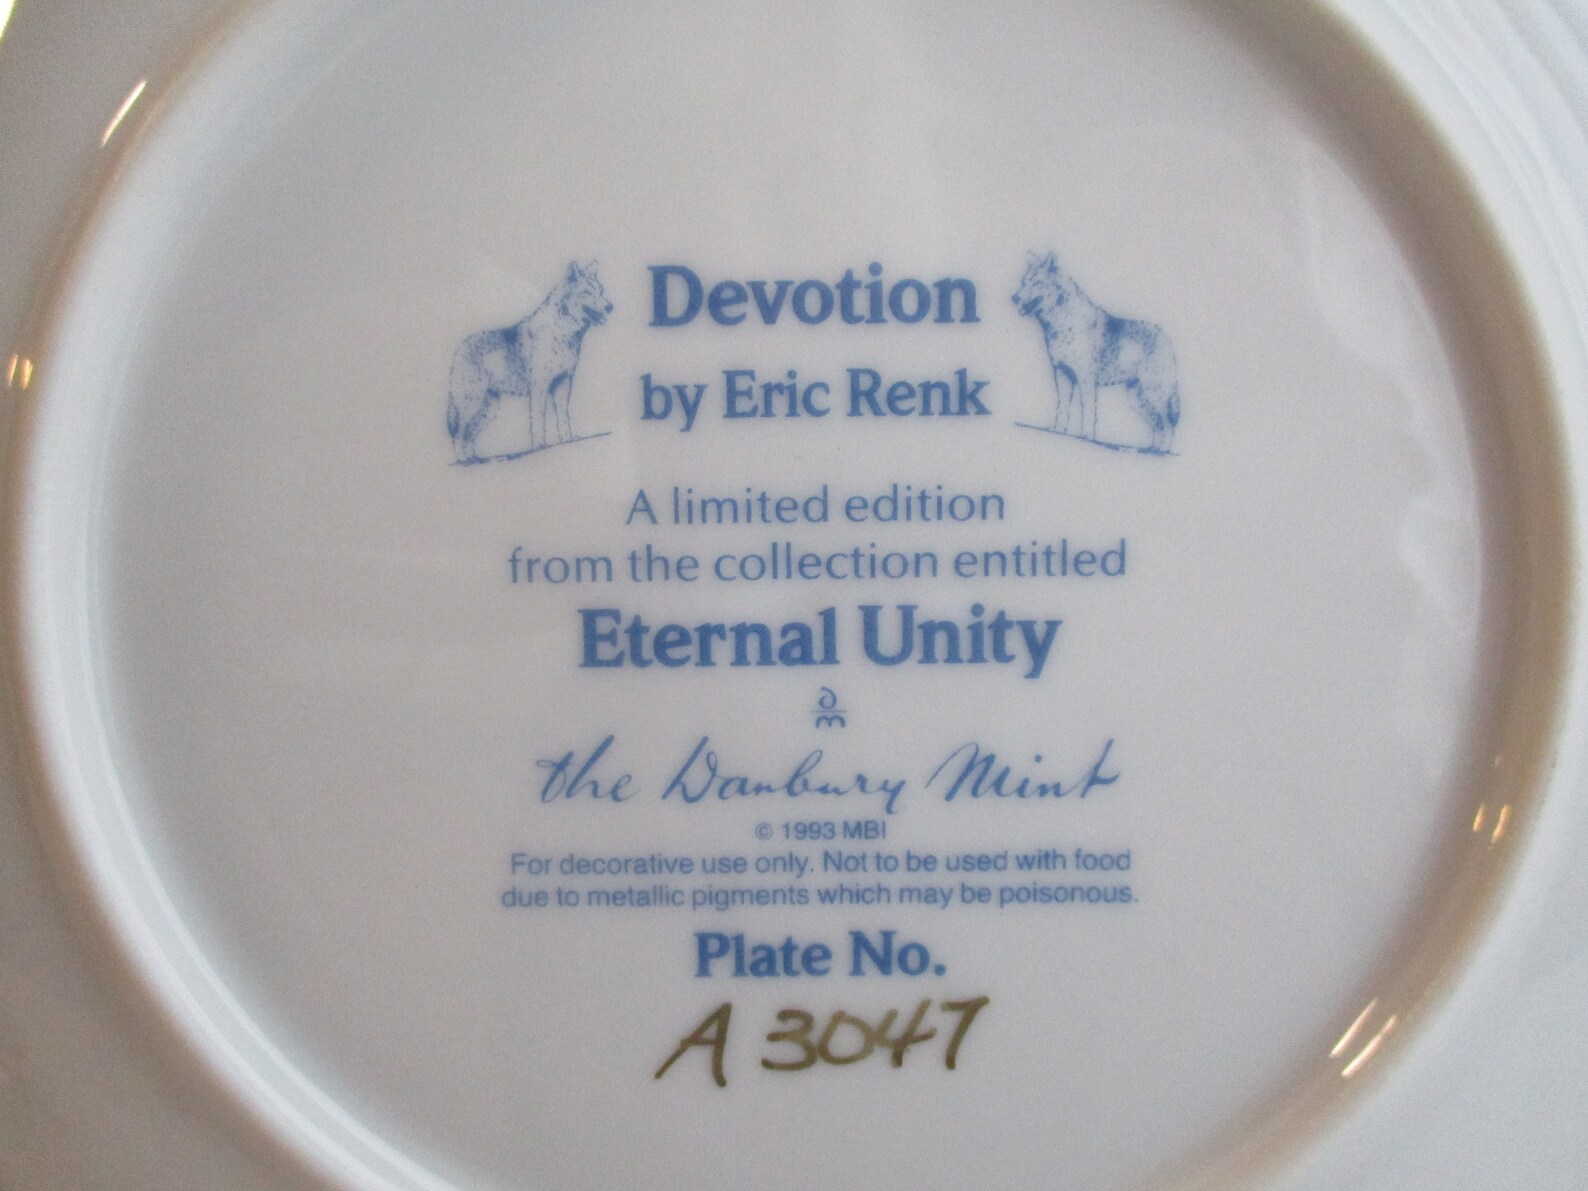 Devotion
by Eric Renk
A limited edition
from the collection entitled
Eternal Unity
dm
the Danbury Mint
© 1993 MBI
For decorative use only. Not to be used with food
due to metallic pigments which may be poisonous.
Plate No.
A 3047